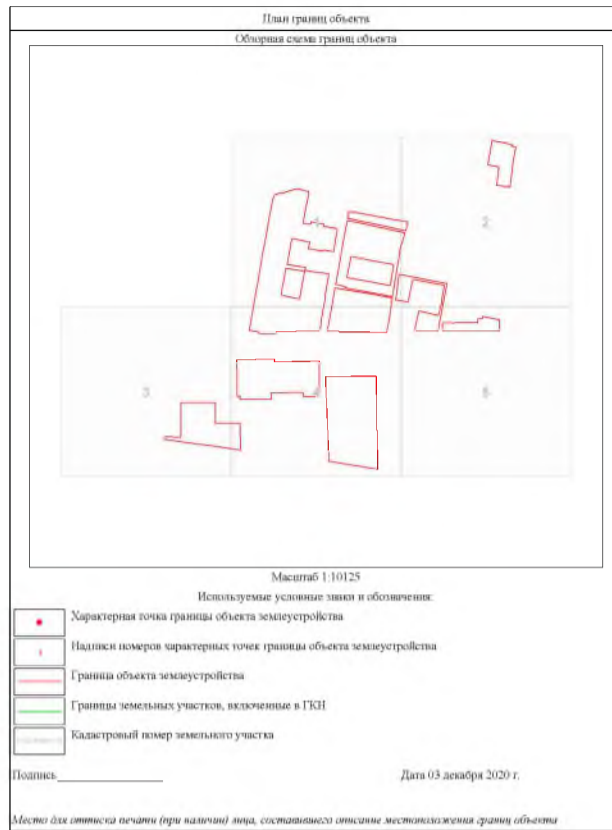 План границ объекта
Обзорная схема границ объекта
1
2
3
4
5
Масштаб 1:10125
Используемые условные знаки и обозначения:
Характерная точка границы объекта землеустройства
Надписи номеров характерных точек границы объекта землеустройства
Граница объекта землеустройства
Границы земельных участков, включенные в ГКН
Кадастровый номер земельного участка
Подпись
Дата 03 декабря 2020 г.
Место для оттиска печати (при наличии) лица, составившего описание местоположения границ объекта